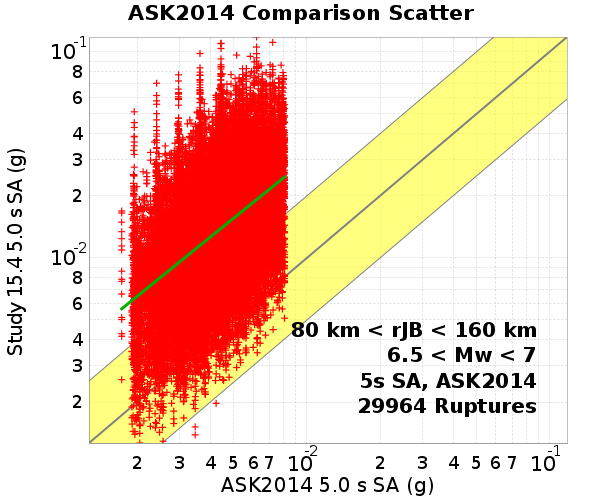 ASK2014 Comparison Scatter
Study 15.4 5.0 s SA (g)
10-1
8
6
4
3
2
10-2
8
6
4
3
2
80 km < rJB < 160 km
6.5 < Mw < 7
5s SA, ASK2014
29964 Ruptures
2 3 4 5 6 7 10-2 2 3 4 5 6 7 10-1
ASK2014 5.0 s SA (g)